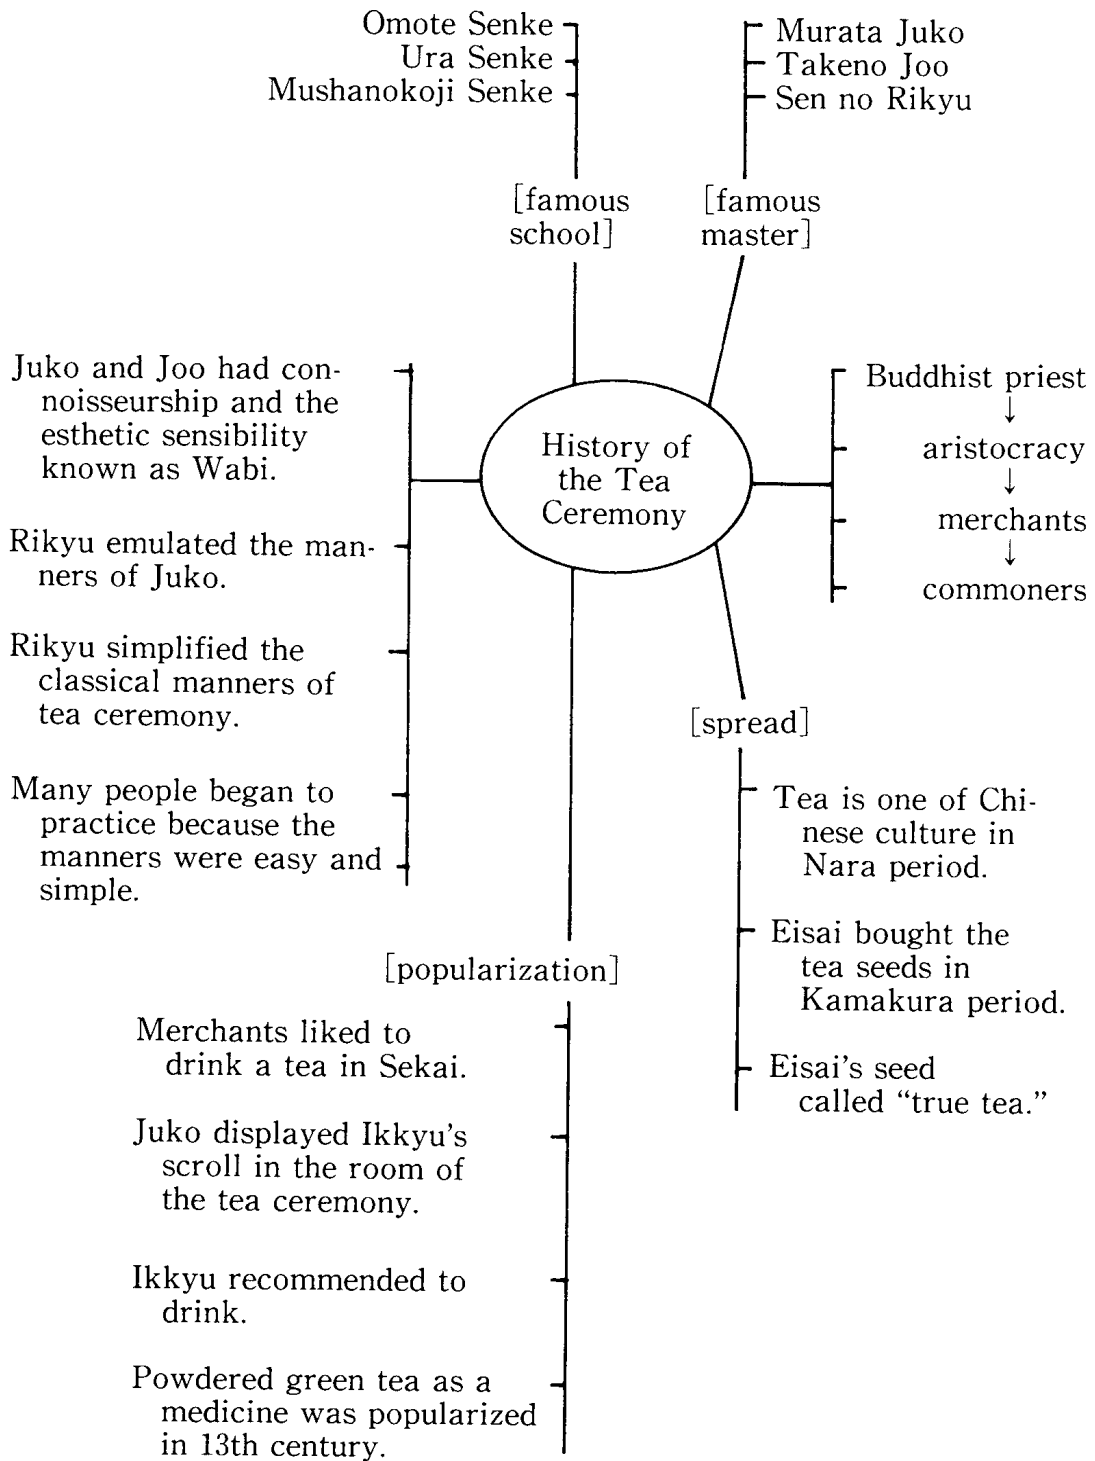 Omote Senke
Ura Senke
Mushanokoji Senke
[famous
school]
Murata Juko
Takeno Joo
Sen no Rikyu
[famous
master]
History of
the Tea
Ceremony
Juko and Joo had con-
noisseurship and the
esthetic sensibility
known as Wabi.
Rikyu emulated the man-
ners of Juko.
Rikyu simplified the
classical manners of
tea ceremony.
Many people began to
practice because the
manners were easy and
simple.
Buddhist priest
↓
aristocracy
↓
merchants
↓
commoners
[spread]
Tea is one of Chi-
nese culture in
Nara period.
Eisai bought the
tea seeds in
Kamakura period.
Eisai's seed
called “true tea.”
[popularization]
Merchants liked to
drink a tea in Sekai.
Juko displayed Ikkyu's
scroll in the room of
the tea ceremony.
Ikkyu recommended to
drink.
Powdered green tea as a
medicine was popularized
in 13th century.